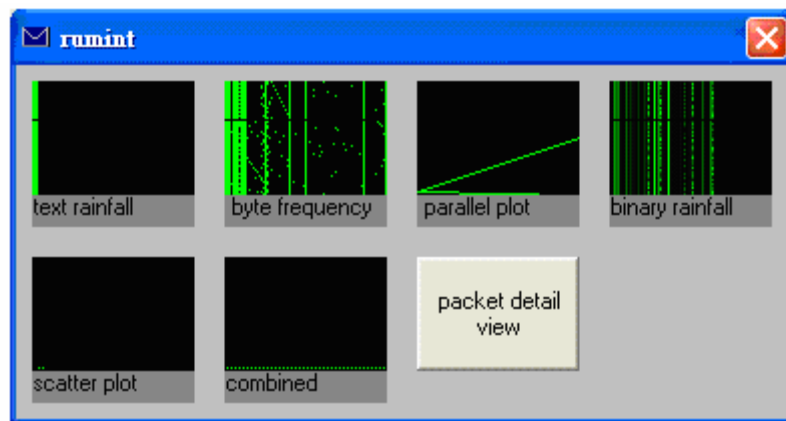 rumint
text rainfall
byte frequency
parallel plot
binary rainfall
scatter plot
combined
packet detail
view